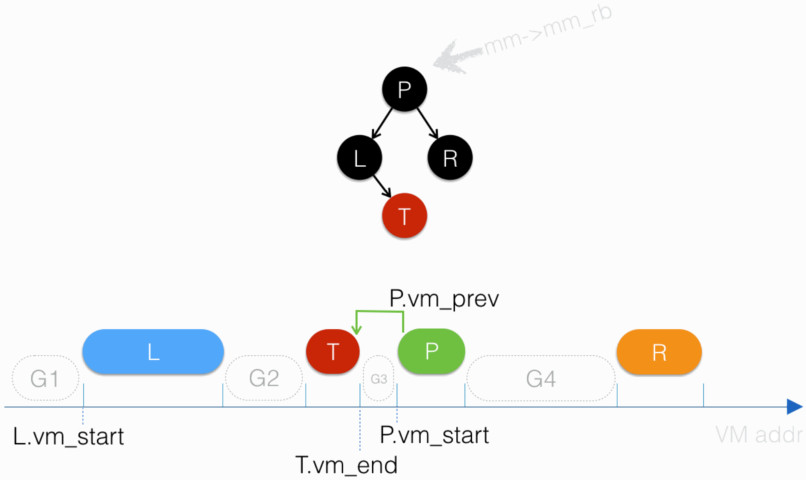 mm->mm_rb
P
L R
T
P.vm_prev
L T P R
G1 G2 G3 G4
L.vm_start P.vm_start VM addr
T.vm_end